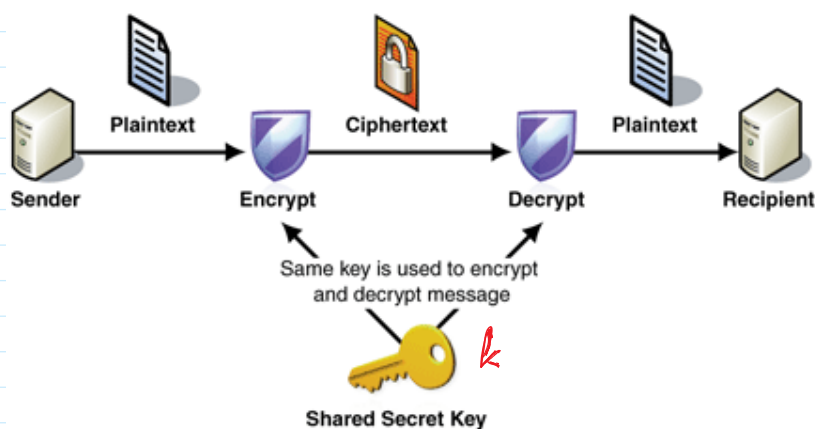 Plaintext
Ciphertext
Plaintext
Sender
Encrypt
Decrypt
Recipient
Same key is used to encrypt
and decrypt message
k
Shared Secret Key